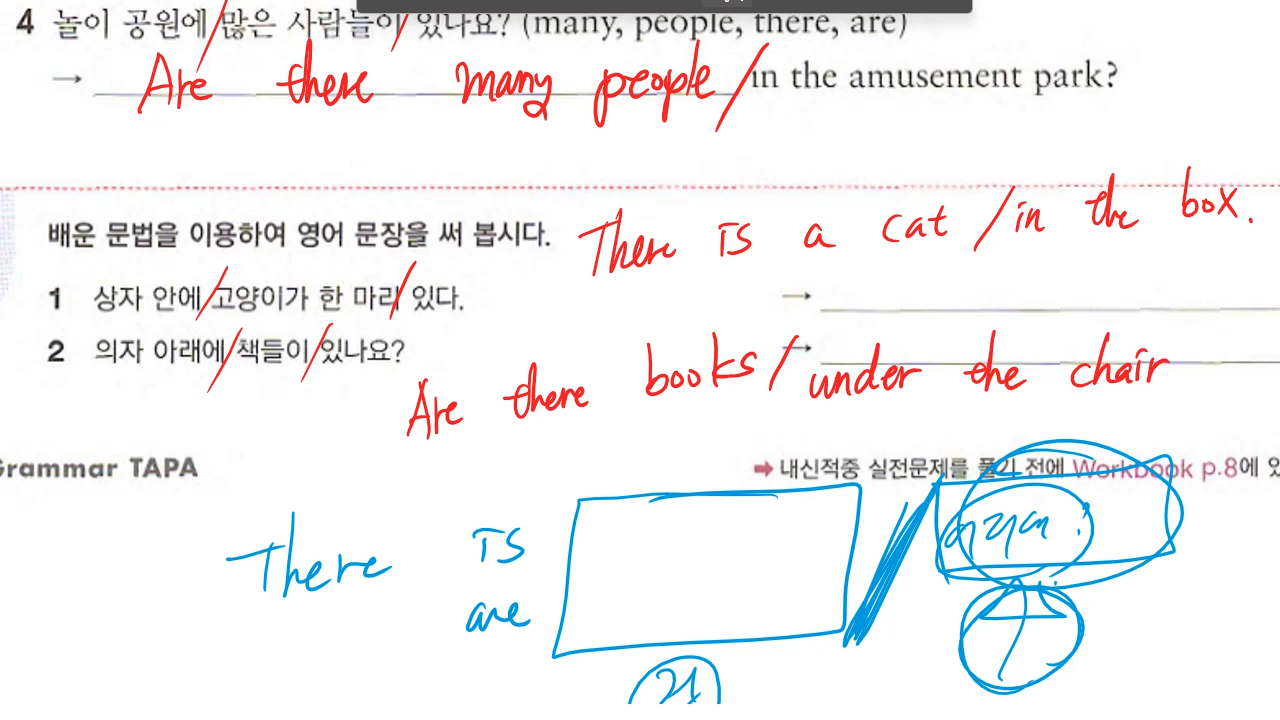 4 놀이 공원에/많은 사람들이/있나요? (many, people, there, are)
→ Are there many people/in the amusement park?
배운 문법을 이용하여 영어 문장을 써 봅시다.
There is a cat /in the box.
1 상자 안에/고양이가 한 마리/있다. →
2 의자 아래에/책들이/있나요? →
Are there books/under the chair
Grammar TAPA
➡ 내신적중 실전문제를 풀기 전에 Workbook p.8에 있
There is
are